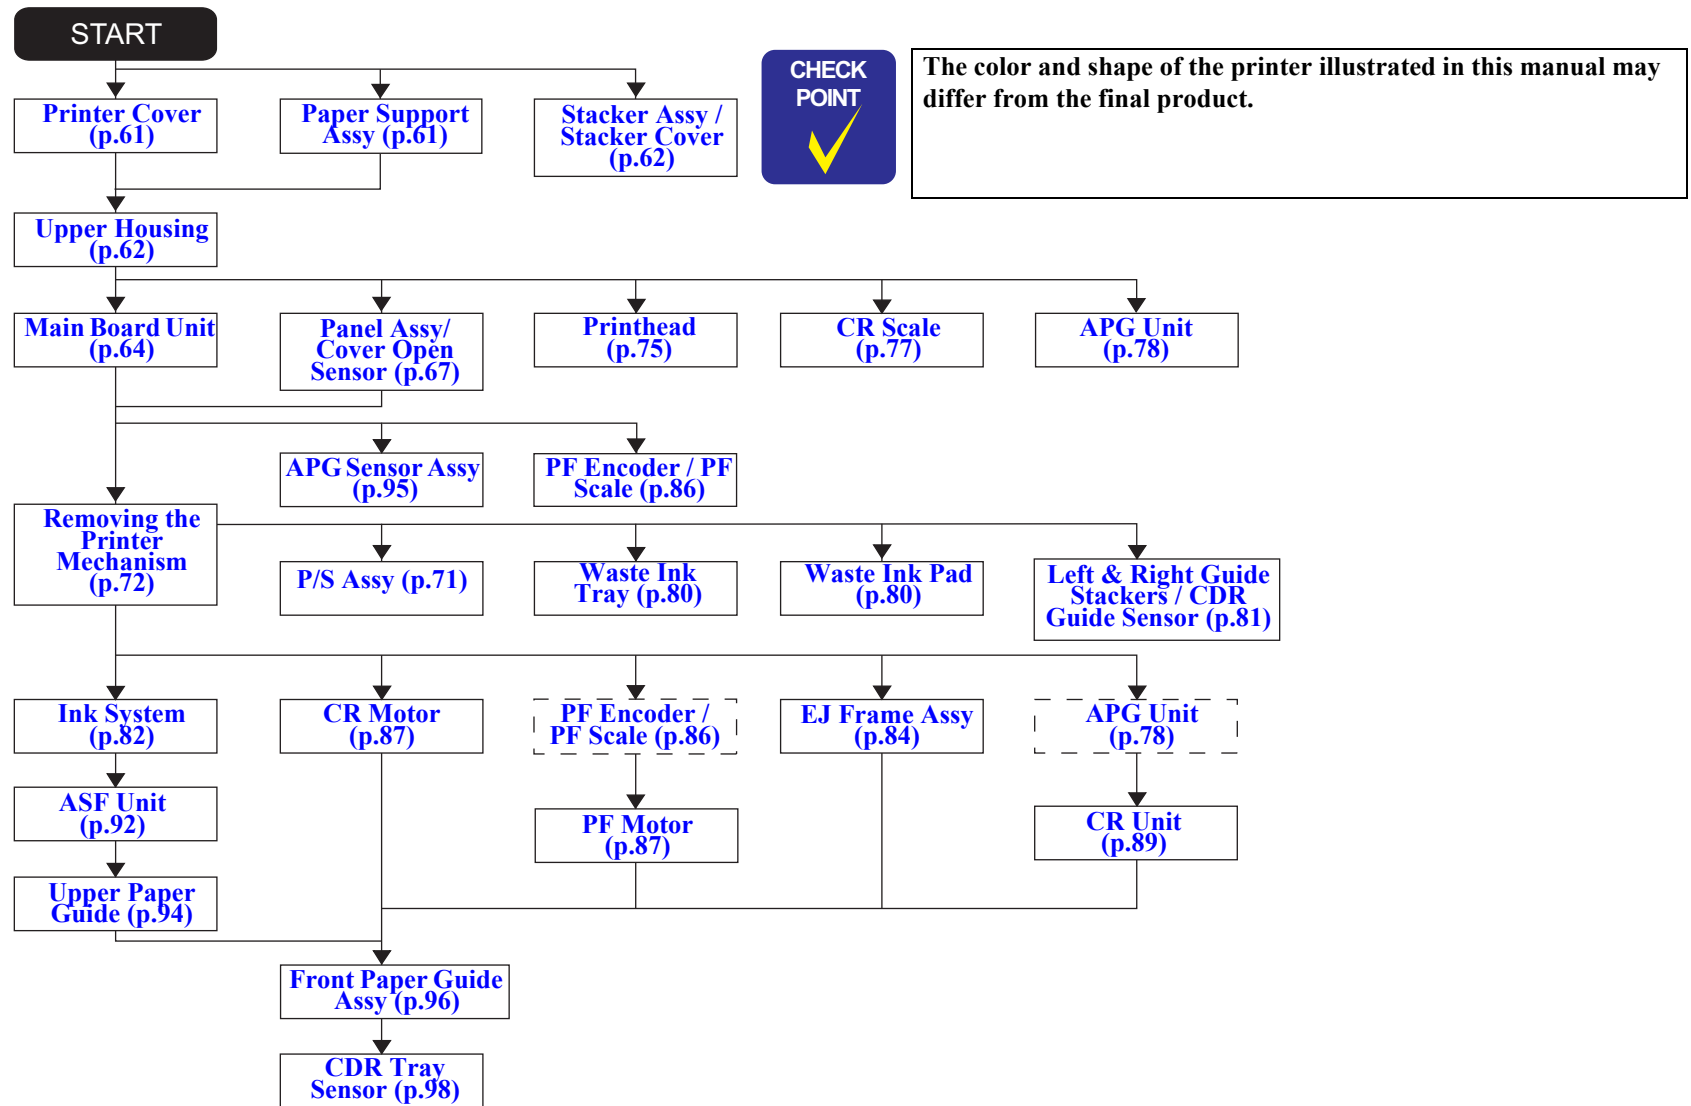 START
CHECK
POINT
The color and shape of the printer illustrated in this manual may
differ from the final product.
Printer Cover
(p.61)
Paper Support
Assy (p.61)
Stacker Assy /
Stacker Cover
(p.62)
Upper Housing
(p.62)
Main Board Unit
(p.64)
Panel Assy/
Cover Open
Sensor (p.67)
Printhead
(p.75)
CR Scale
(p.77)
APG Unit
(p.78)
APG Sensor Assy
(p.95)
PF Encoder / PF
Scale (p.86)
Removing the
Printer
Mechanism
(p.72)
P/S Assy (p.71)
Waste Ink
Tray (p.80)
Waste Ink Pad
(p.80)
Left & Right Guide
Stackers / CDR
Guide Sensor (p.81)
Ink System
(p.82)
CR Motor
(p.87)
PF Encoder /
PF Scale (p.86)
EJ Frame Assy
(p.84)
APG Unit
(p.78)
ASF Unit
(p.92)
PF Motor
(p.87)
CR Unit
(p.89)
Upper Paper
Guide (p.94)
Front Paper Guide
Assy (p.96)
CDR Tray
Sensor (p.98)